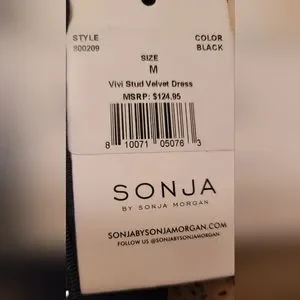 STYLE
800209
COLOR
BLACK
SIZE
M
Vivi Stud Velvet Dress
MSRP: $124.95
8 10071 05076 3
SONJA
BY SONJA MORGAN
SONJABYSONJAMORGAN.COM
FOLLOW US @SONJABYSONJAMORGAN